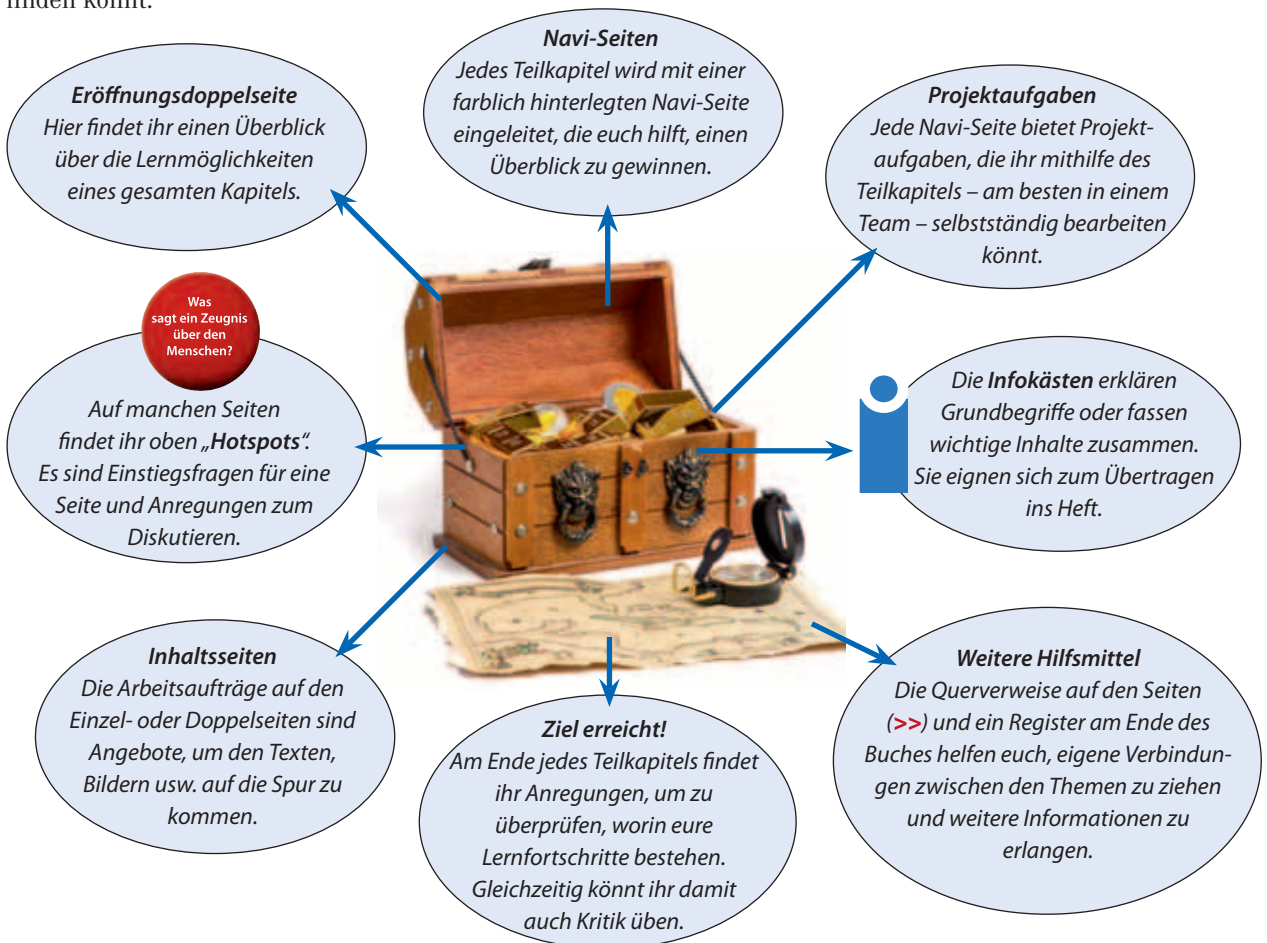 finden könnt.
Navi-Seiten
Jedes Teilkapitel wird mit einer
farblich hinterlegten Navi-Seite
eingeleitet, die euch hilft, einen
Überblick zu gewinnen.
Eröffnungsdoppelseite
Hier findet ihr einen Überblick
über die Lernmöglichkeiten
eines gesamten Kapitels.
Projektaufgaben
Jede Navi-Seite bietet Projekt-
aufgaben, die ihr mithilfe des
Teilkapitels – am besten in einem
Team – selbstständig bearbeiten
könnt.
Was
sagt ein Zeugnis
über den
Menschen?
Auf manchen Seiten
findet ihr oben „Hotspots“.
Es sind Einstiegsfragen für eine
Seite und Anregungen zum
Diskutieren.
Die Infokästen erklären
Grundbegriffe oder fassen
wichtige Inhalte zusammen.
Sie eignen sich zum Übertragen
ins Heft.
Inhaltsseiten
Die Arbeitsaufträge auf den
Einzel- oder Doppelseiten sind
Angebote, um den Texten,
Bildern usw. auf die Spur zu
kommen.
Ziel erreicht!
Am Ende jedes Teilkapitels findet
ihr Anregungen, um zu
überprüfen, worin eure
Lernfortschritte bestehen.
Gleichzeitig könnt ihr damit
auch Kritik üben.
Weitere Hilfsmittel
Die Querverweise auf den Seiten
(>>) und ein Register am Ende des
Buches helfen euch, eigene Verbindun-
gen zwischen den Themen zu ziehen
und weitere Informationen zu
erlangen.